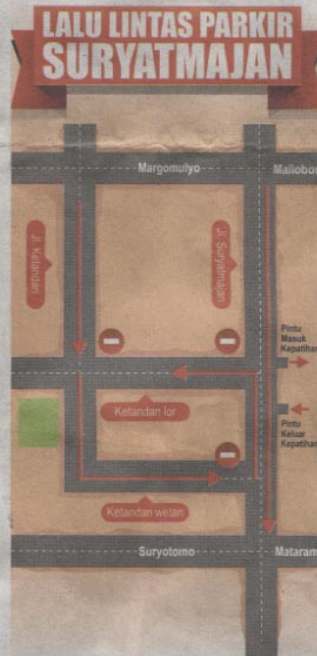 LALU LINTAS PARKIR
SURYATMAJAN
Margomulyo
Maliobor
Jl. Ketandan
Jl. Suryatmajan
Pintu
Masuk
Kepatihan
Ketandan lor
Pintu
Keluar
Kepatihan
Ketandan wetan
Suryotomo
Mataram